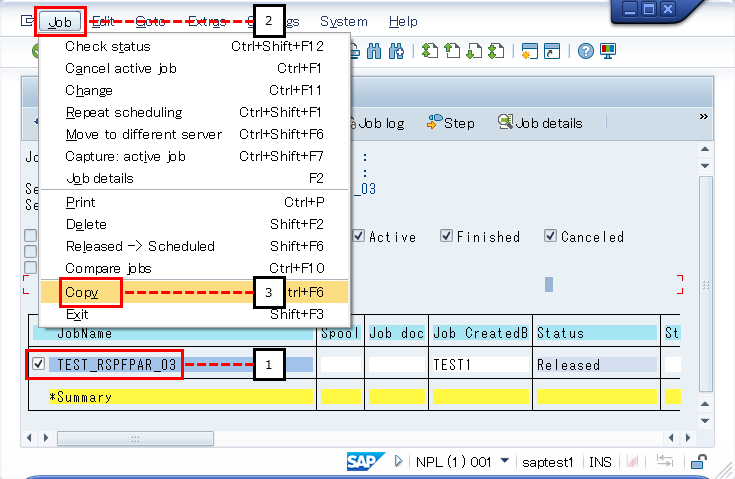 Job Edit Goto Extras Settings System Help
2
Check status Ctrl+Shift+F12
Cancel active job Ctrl+F1
Change Ctrl+F11
Repeat scheduling Ctrl+Shift+F1
Move to different server Ctrl+Shift+F6
Capture: active job Ctrl+Shift+F7
Job details F2
Print Ctrl+P
Delete Shift+F2
Released -> Scheduled Shift+F6
Compare jobs Ctrl+F10
Copy 3 trl+F6
Exit Shift+F3
Job log Step Job details »
Jo :
:
Se _03
Se
Active Finished Canceled
JobName Spool Job doc Job CreatedB Status St
TEST_RSPFPAR_03 1 TEST1 Released
*Summary
SAP NPL (1) 001 saptest1 INS